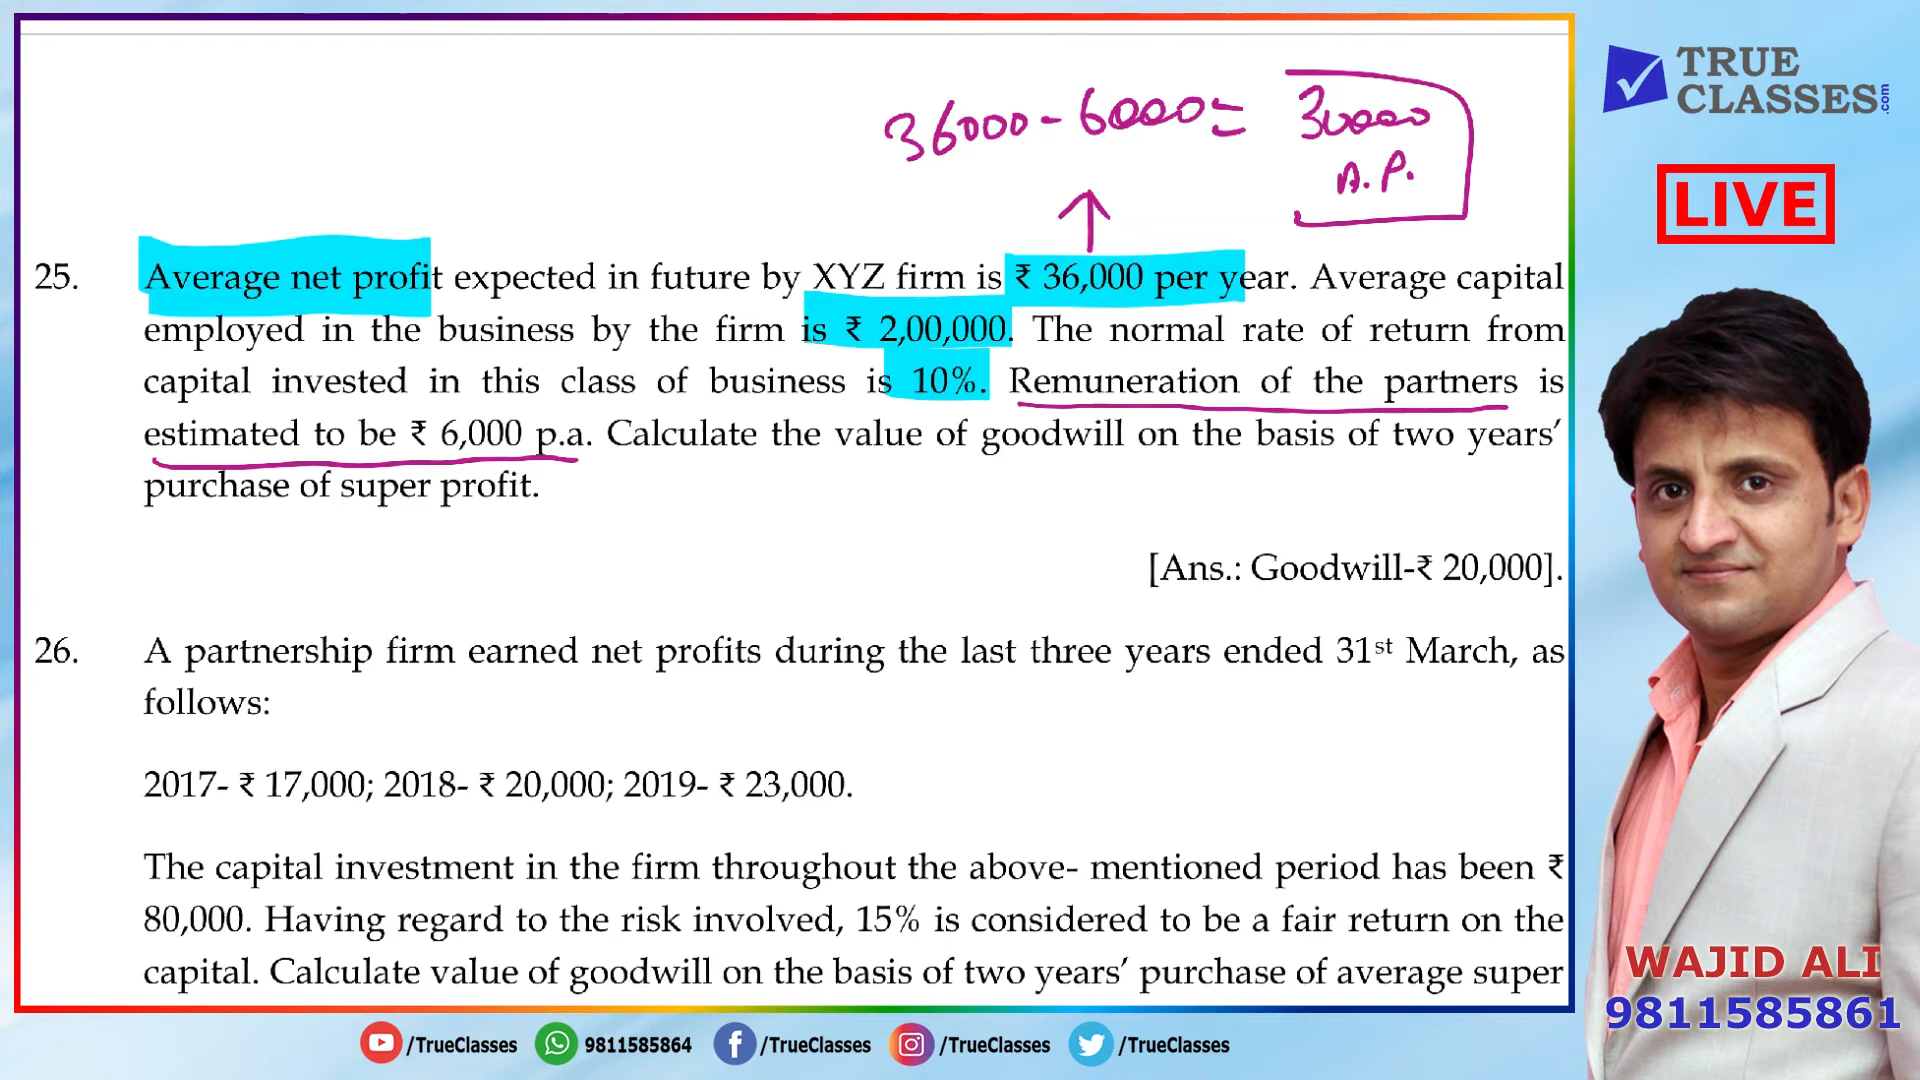 36000 - 6000 = 30000
A.P.
25. Average net profit expected in future by XYZ firm is ₹ 36,000 per year. Average capital
employed in the business by the firm is ₹ 2,00,000. The normal rate of return from
capital invested in this class of business is 10%. Remuneration of the partners is
estimated to be ₹ 6,000 p.a. Calculate the value of goodwill on the basis of two years’
purchase of super profit.
[Ans.: Goodwill-₹ 20,000].
26. A partnership firm earned net profits during the last three years ended 31st March, as
follows:
2017- ₹ 17,000; 2018- ₹ 20,000; 2019- ₹ 23,000.
The capital investment in the firm throughout the above- mentioned period has been ₹
80,000. Having regard to the risk involved, 15% is considered to be a fair return on the
capital. Calculate value of goodwill on the basis of two years’ purchase of average super
TRUE
CLASSES.com
LIVE
WAJID ALI
9811585861
/TrueClasses 9811585864 /TrueClasses /TrueClasses /TrueClasses